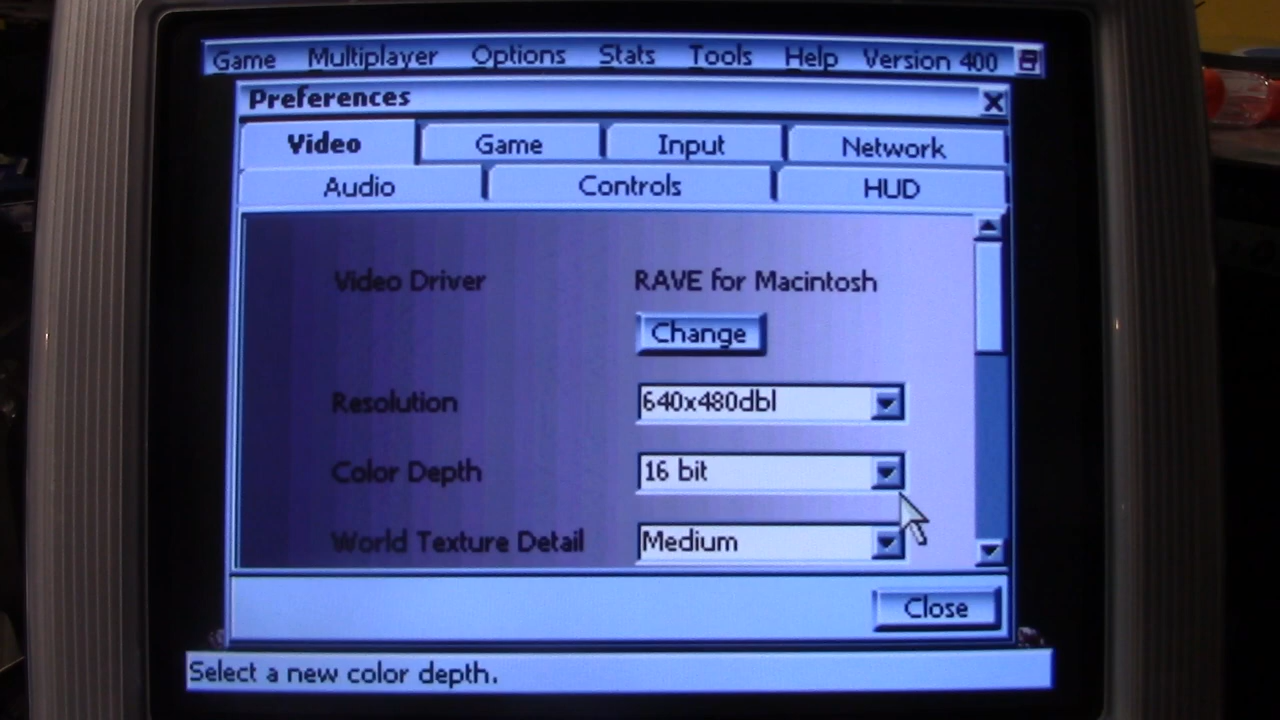 Game Multiplayer Options Stats Tools Help Version 400
Preferences
Video Game Input Network
Audio Controls HUD
Video Driver RAVE for Macintosh
Change
Resolution 640x480dbl
Color Depth 16 bit
World Texture Detail Medium
Close
Select a new color depth.